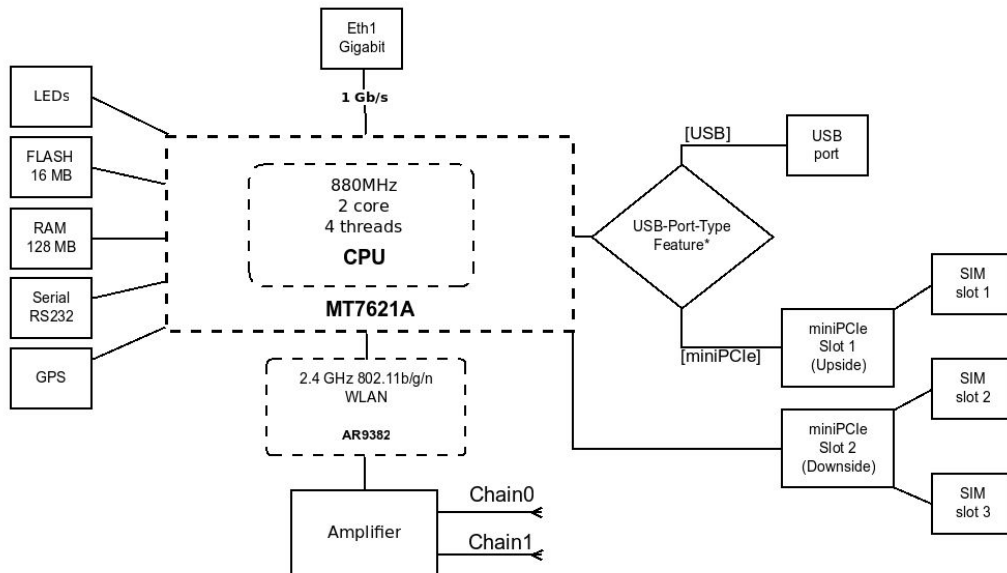 Eth1
Gigabit
1 Gb/s
LEDs
FLASH
16 MB
RAM
128 MB
Serial
RS232
GPS
880MHz
2 core
4 threads
CPU
MT7621A
2.4 GHz 802.11b/g/n
WLAN
AR9382
Amplifier
Chain0
Chain1
[USB]
USB
port
USB-Port-Type
Feature*
[miniPCIe]
miniPCIe
Slot 1
(Upside)
SIM
slot 1
miniPCIe
Slot 2
(Downside)
SIM
slot 2
SIM
slot 3